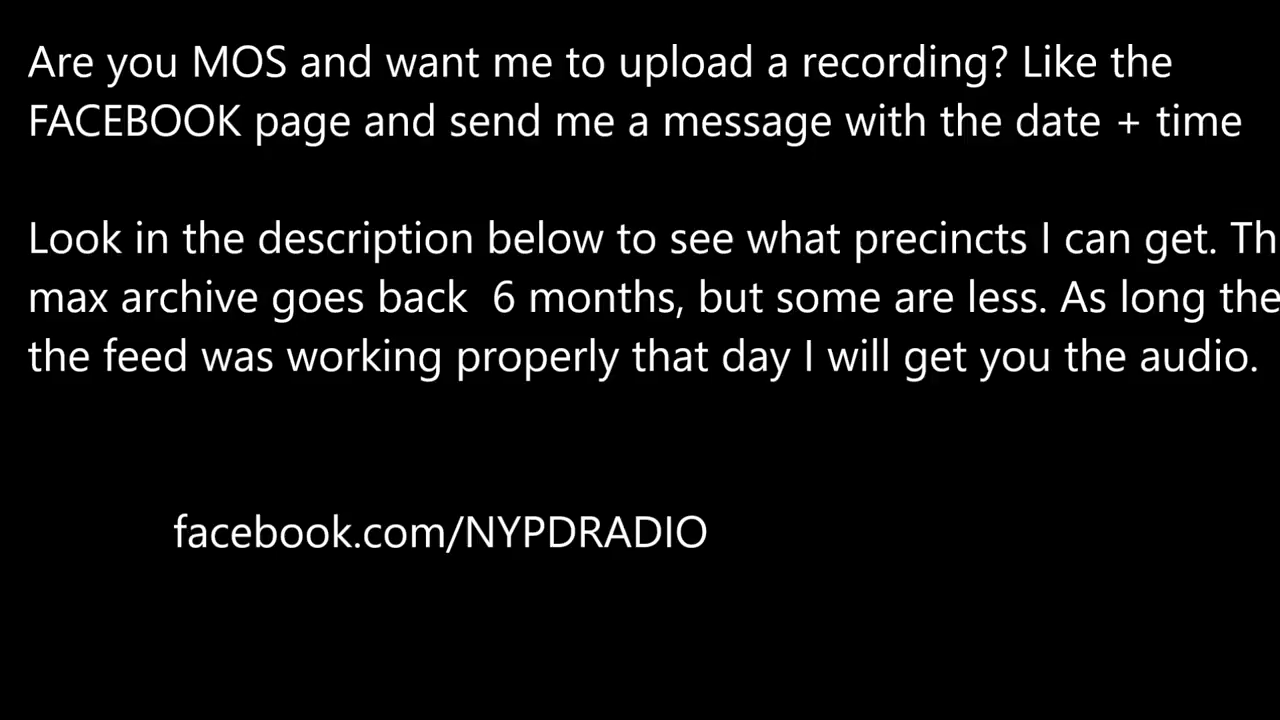 Are you MOS and want me to upload a recording? Like the
FACEBOOK page and send me a message with the date + time
Look in the description below to see what precincts I can get. Th
max archive goes back  6 months, but some are less. As long the
the feed was working properly that day I will get you the audio.
facebook.com/NYPDRADIO